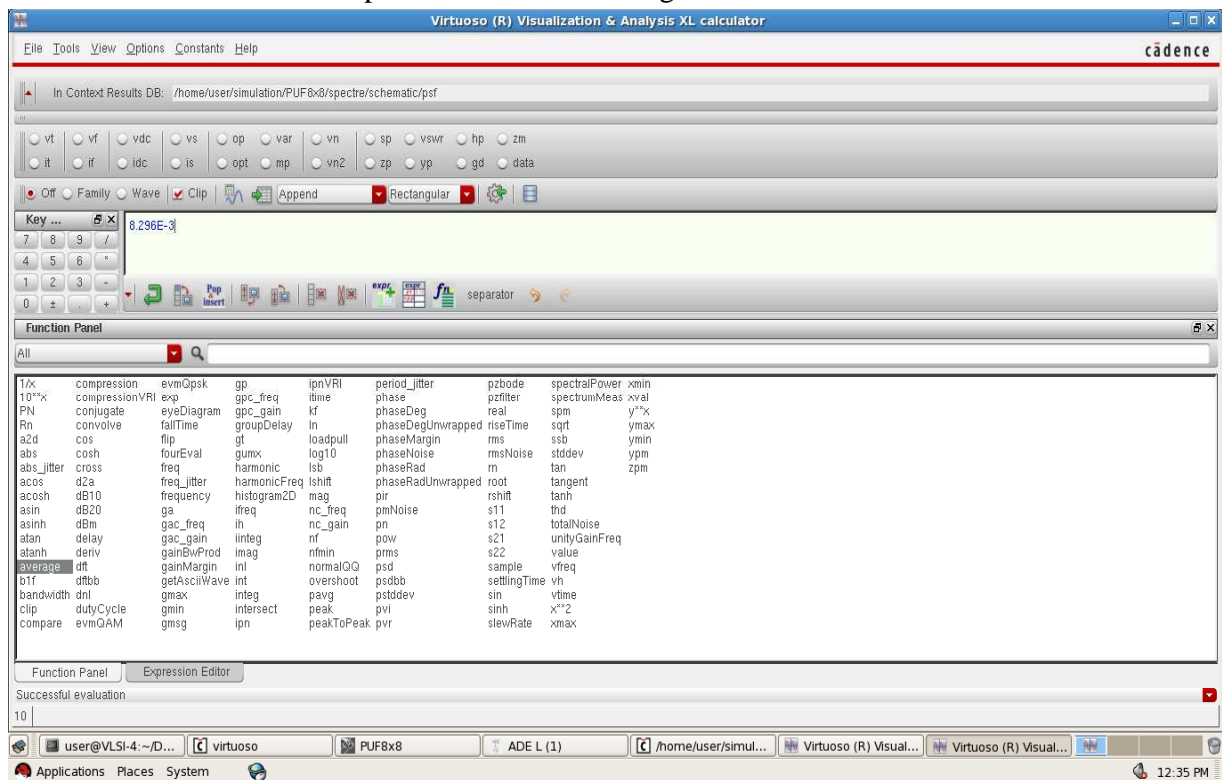 Virtuoso (R) Visualization & Analysis XL calculator
File Tools View Options Constants Help
cādence
In Context Results DB: /home/user/simulation/PUF8x8/spectre/schematic/psf
vt vf vdc vs op var vn sp vswr hp zm
it if idc is opt mp vn2 zp yp gd data
Off Family Wave Clip Append Rectangular
Key ...
8.296E-3
7 8 9 /
4 5 6 *
1 2 3 -
0 ± . +
Pop insert expr expr fn separator
Function Panel
All
1/x compression evmQpsk gp ipnVRI period_jitter pzbode spectralPower xmin
10**x compressionVRI exp gpc_freq itime phase pzfilter spectrumMeas xval
PN conjugate eyeDiagram gpc_gain kf phaseDeg real spm y**x
Rn convolve fallTime groupDelay ln phaseDegUnwrapped riseTime sqrt ymax
a2d cos flip gt loadpull phaseMargin rms ssb ymin
abs cosh fourEval gumx log10 phaseNoise rmsNoise stddev ypm
abs_jitter cross freq harmonic lsb phaseRad rn tan zpm
acos d2a freq_jitter harmonicFreq lshift phaseRadUnwrapped root tangent
acosh dB10 frequency histogram2D mag pir rshift tanh
asin dB20 ga ifreq nc_freq pmNoise s11 thd
asinh dBm gac_freq ih nc_gain pn s12 totalNoise
atan delay gac_gain iinteg nf pow s21 unityGainFreq
atanh deriv gainBwProd imag nfmin prms s22 value
average dft gainMargin inl normalQQ psd sample vfreq
b1f dftbb getAsciiWave int overshoot psdbb settlingTime vh
bandwidth dnl gmax integ pavg pstddev sin vtime
clip dutyCycle gmin intersect peak pvi sinh x**2
compare evmQAM gmsg ipn peakToPeak pvr slewRate xmax
Function Panel Expression Editor
Successful evaluation
10
user@VLSI-4:~/D... virtuoso PUF8x8 ADE L (1) /home/user/simul... Virtuoso (R) Visual... Virtuoso (R) Visual...
Applications Places System 12:35 PM